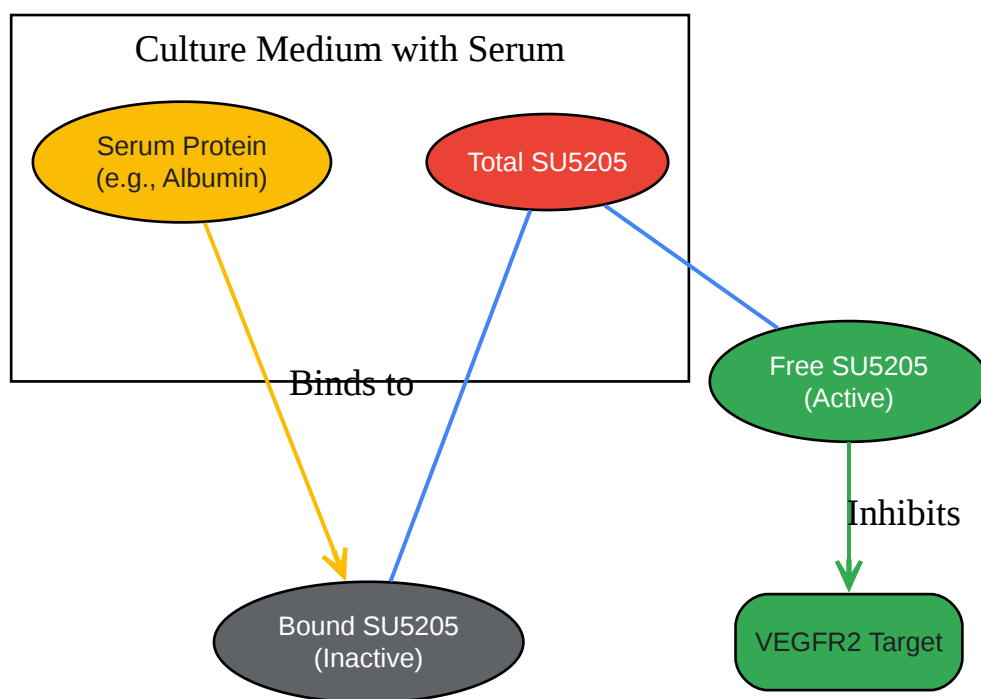 Culture Medium with Serum
Serum Protein
(e.g., Albumin)
Total SU5205
Free SU5205
(Active)
Binds to
Inhibits
Bound SU5205
(Inactive)
VEGFR2 Target